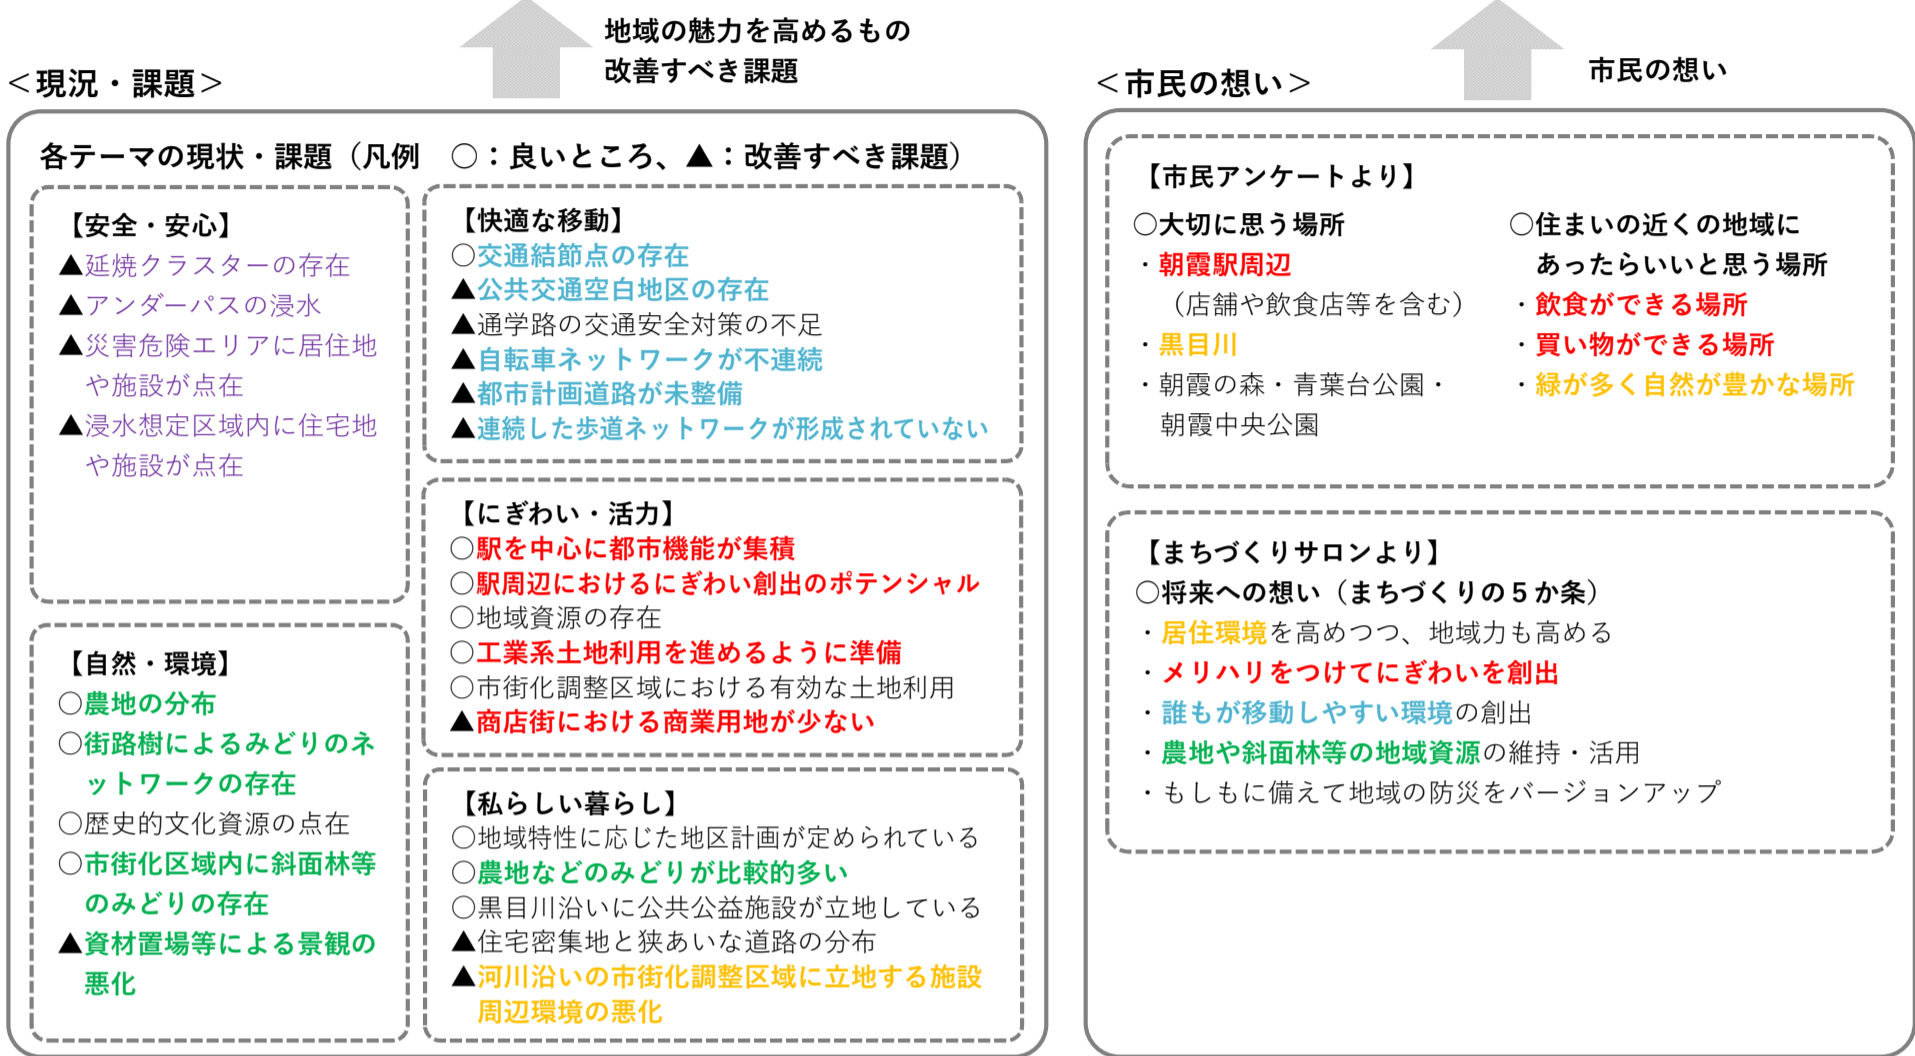 地域の魅力を高めるもの
改善すべき課題
＜現況・課題＞
各テーマの現状・課題（凡例　○：良いところ、▲：改善すべき課題）
【安全・安心】
▲延焼クラスターの存在
▲アンダーパスの浸水
▲災害危険エリアに居住地
や施設が点在
▲浸水想定区域内に住宅地
や施設が点在
【自然・環境】
○農地の分布
○街路樹によるみどりのネ
ットワークの存在
○歴史的文化資源の点在
○市街化区域内に斜面林等
のみどりの存在
▲資材置場等による景観の
悪化
【快適な移動】
○交通結節点の存在
▲公共交通空白地区の存在
▲通学路の交通安全対策の不足
▲自転車ネットワークが不連続
▲都市計画道路が未整備
▲連続した歩道ネットワークが形成されていない
【にぎわい・活力】
○駅を中心に都市機能が集積
○駅周辺におけるにぎわい創出のポテンシャル
○地域資源の存在
○工業系土地利用を進めるように準備
○市街化調整区域における有効な土地利用
▲商店街における商業用地が少ない
【私らしい暮らし】
○地域特性に応じた地区計画が定められている
○農地などのみどりが比較的多い
○黒目川沿いに公共公益施設が立地している
▲住宅密集地と狭あいな道路の分布
▲河川沿いの市街化調整区域に立地する施設
周辺環境の悪化
市民の想い
＜市民の想い＞
【市民アンケートより】
○大切に思う場所
・朝霞駅周辺
（店舗や飲食店等を含む）
・黒目川
・朝霞の森・青葉台公園・
朝霞中央公園
○住まいの近くの地域に
あったらいいと思う場所
・飲食ができる場所
・買い物ができる場所
・緑が多く自然が豊かな場所
【まちづくりサロンより】
○将来への想い（まちづくりの５か条）
・居住環境を高めつつ、地域力も高める
・メリハリをつけてにぎわいを創出
・誰もが移動しやすい環境の創出
・農地や斜面林等の地域資源の維持・活用
・もしもに備えて地域の防災をバージョンアップ